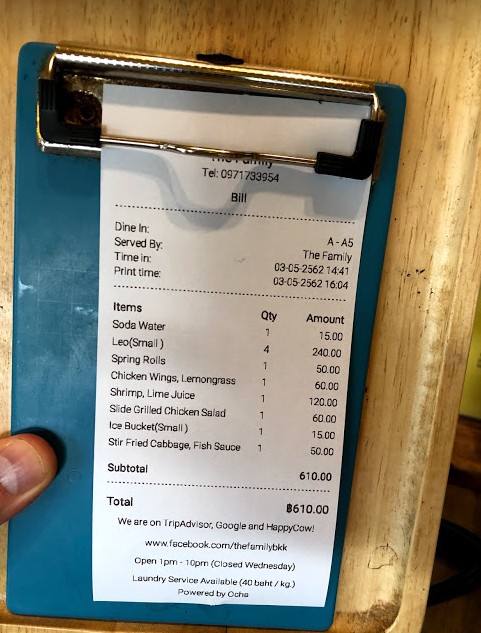 The Family
Tel: 0971733954
Bill
Dine In: A - A5
Served By: The Family
Time in: 03-05-2562 14:41
Print time: 03-05-2562 16:04
Items Qty Amount
Soda Water 1 15.00
Leo(Small ) 4 240.00
Spring Rolls 1 50.00
Chicken Wings, Lemongrass 1 60.00
Shrimp, Lime Juice 1 120.00
Slide Grilled Chicken Salad 1 60.00
Ice Bucket(Small ) 1 15.00
Stir Fried Cabbage, Fish Sauce 1 50.00
Subtotal 610.00
Total ฿610.00
We are on TripAdvisor, Google and HappyCow!
www.facebook.com/thefamilybkk
Open 1pm - 10pm (Closed Wednesday)
Laundry Service Available (40 baht / kg.)
Powered by Ocha